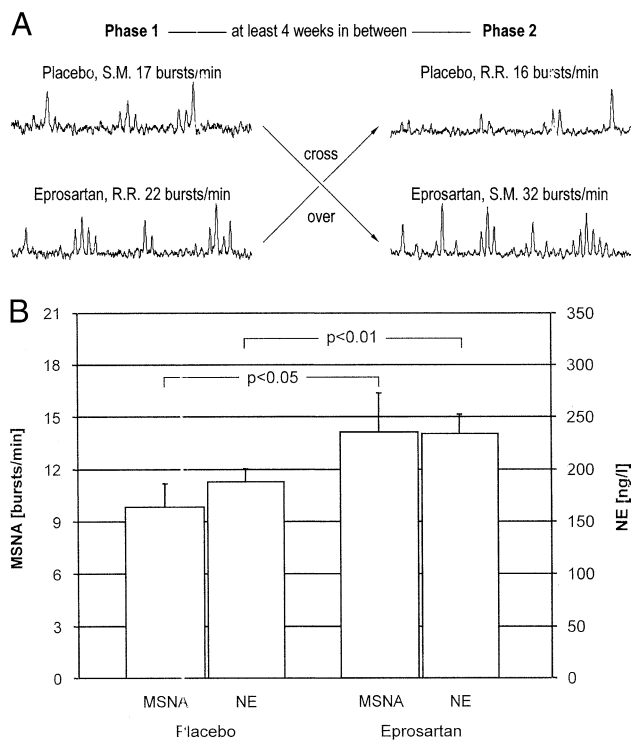 A
Phase 1 at least 4 weeks in between Phase 2
Placebo, S.M. 17 bursts/min
Placebo, R.R. 16 bursts/min
cross
over
Eprosartan, R.R. 22 bursts/min
Eprosartan, S.M. 32 bursts/min
B
MSNA [bursts/min]
21
18
15
12
9
6
3
0
p<0.01
p<0.05
350
300
250
200
150
100
50
0
NE [ng/l]
MSNA NE MSNA NE
Placebo Eprosartan